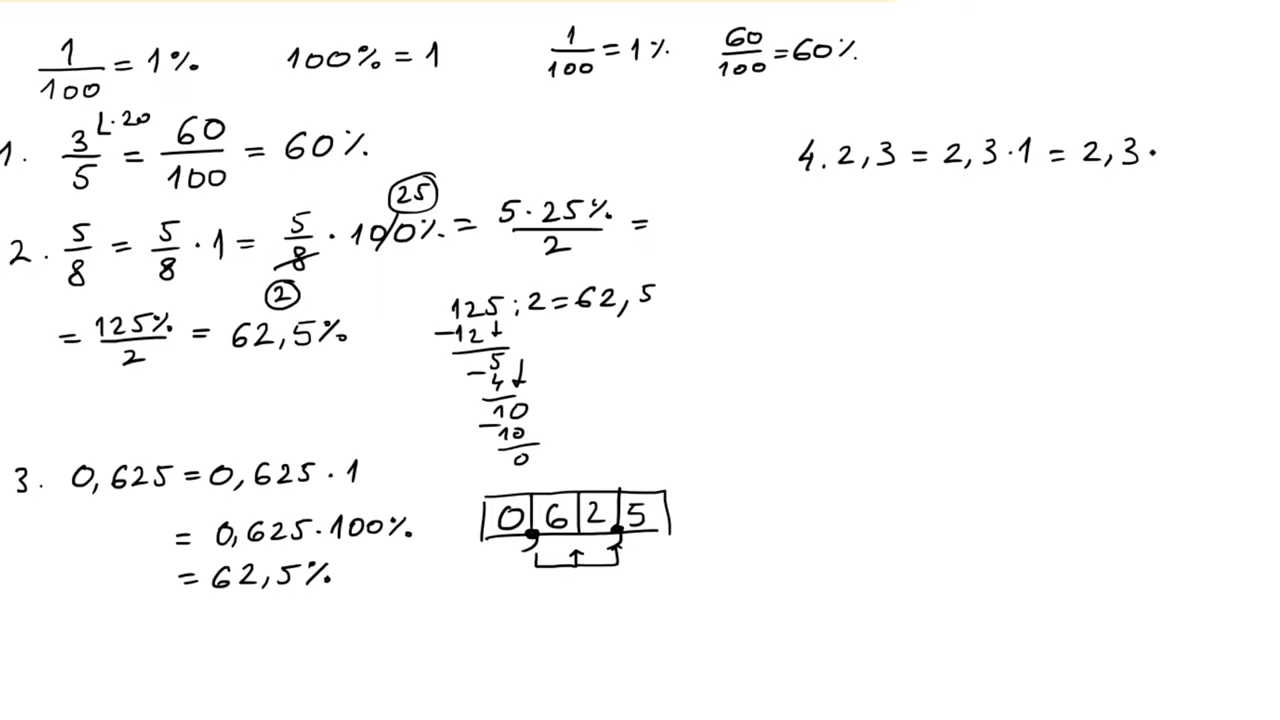 1/100 = 1% 100% = 1 1/100 = 1% 60/100 = 60%
1. 3/5 ^(·20 = 60/100 = 60%
4. 2,3 = 2,3 · 1 = 2,3 ·
2. 5/8 = 5/8 · 1 = 5/8 · 100% = 5 · 25%/2 =
25
2
= 125%/2 = 62,5%
125 : 2 = 62,5
-12
5
-4
10
-10
0
3. 0,625 = 0,625 · 1
= 0,625 · 100%
= 62,5%
0,62,5